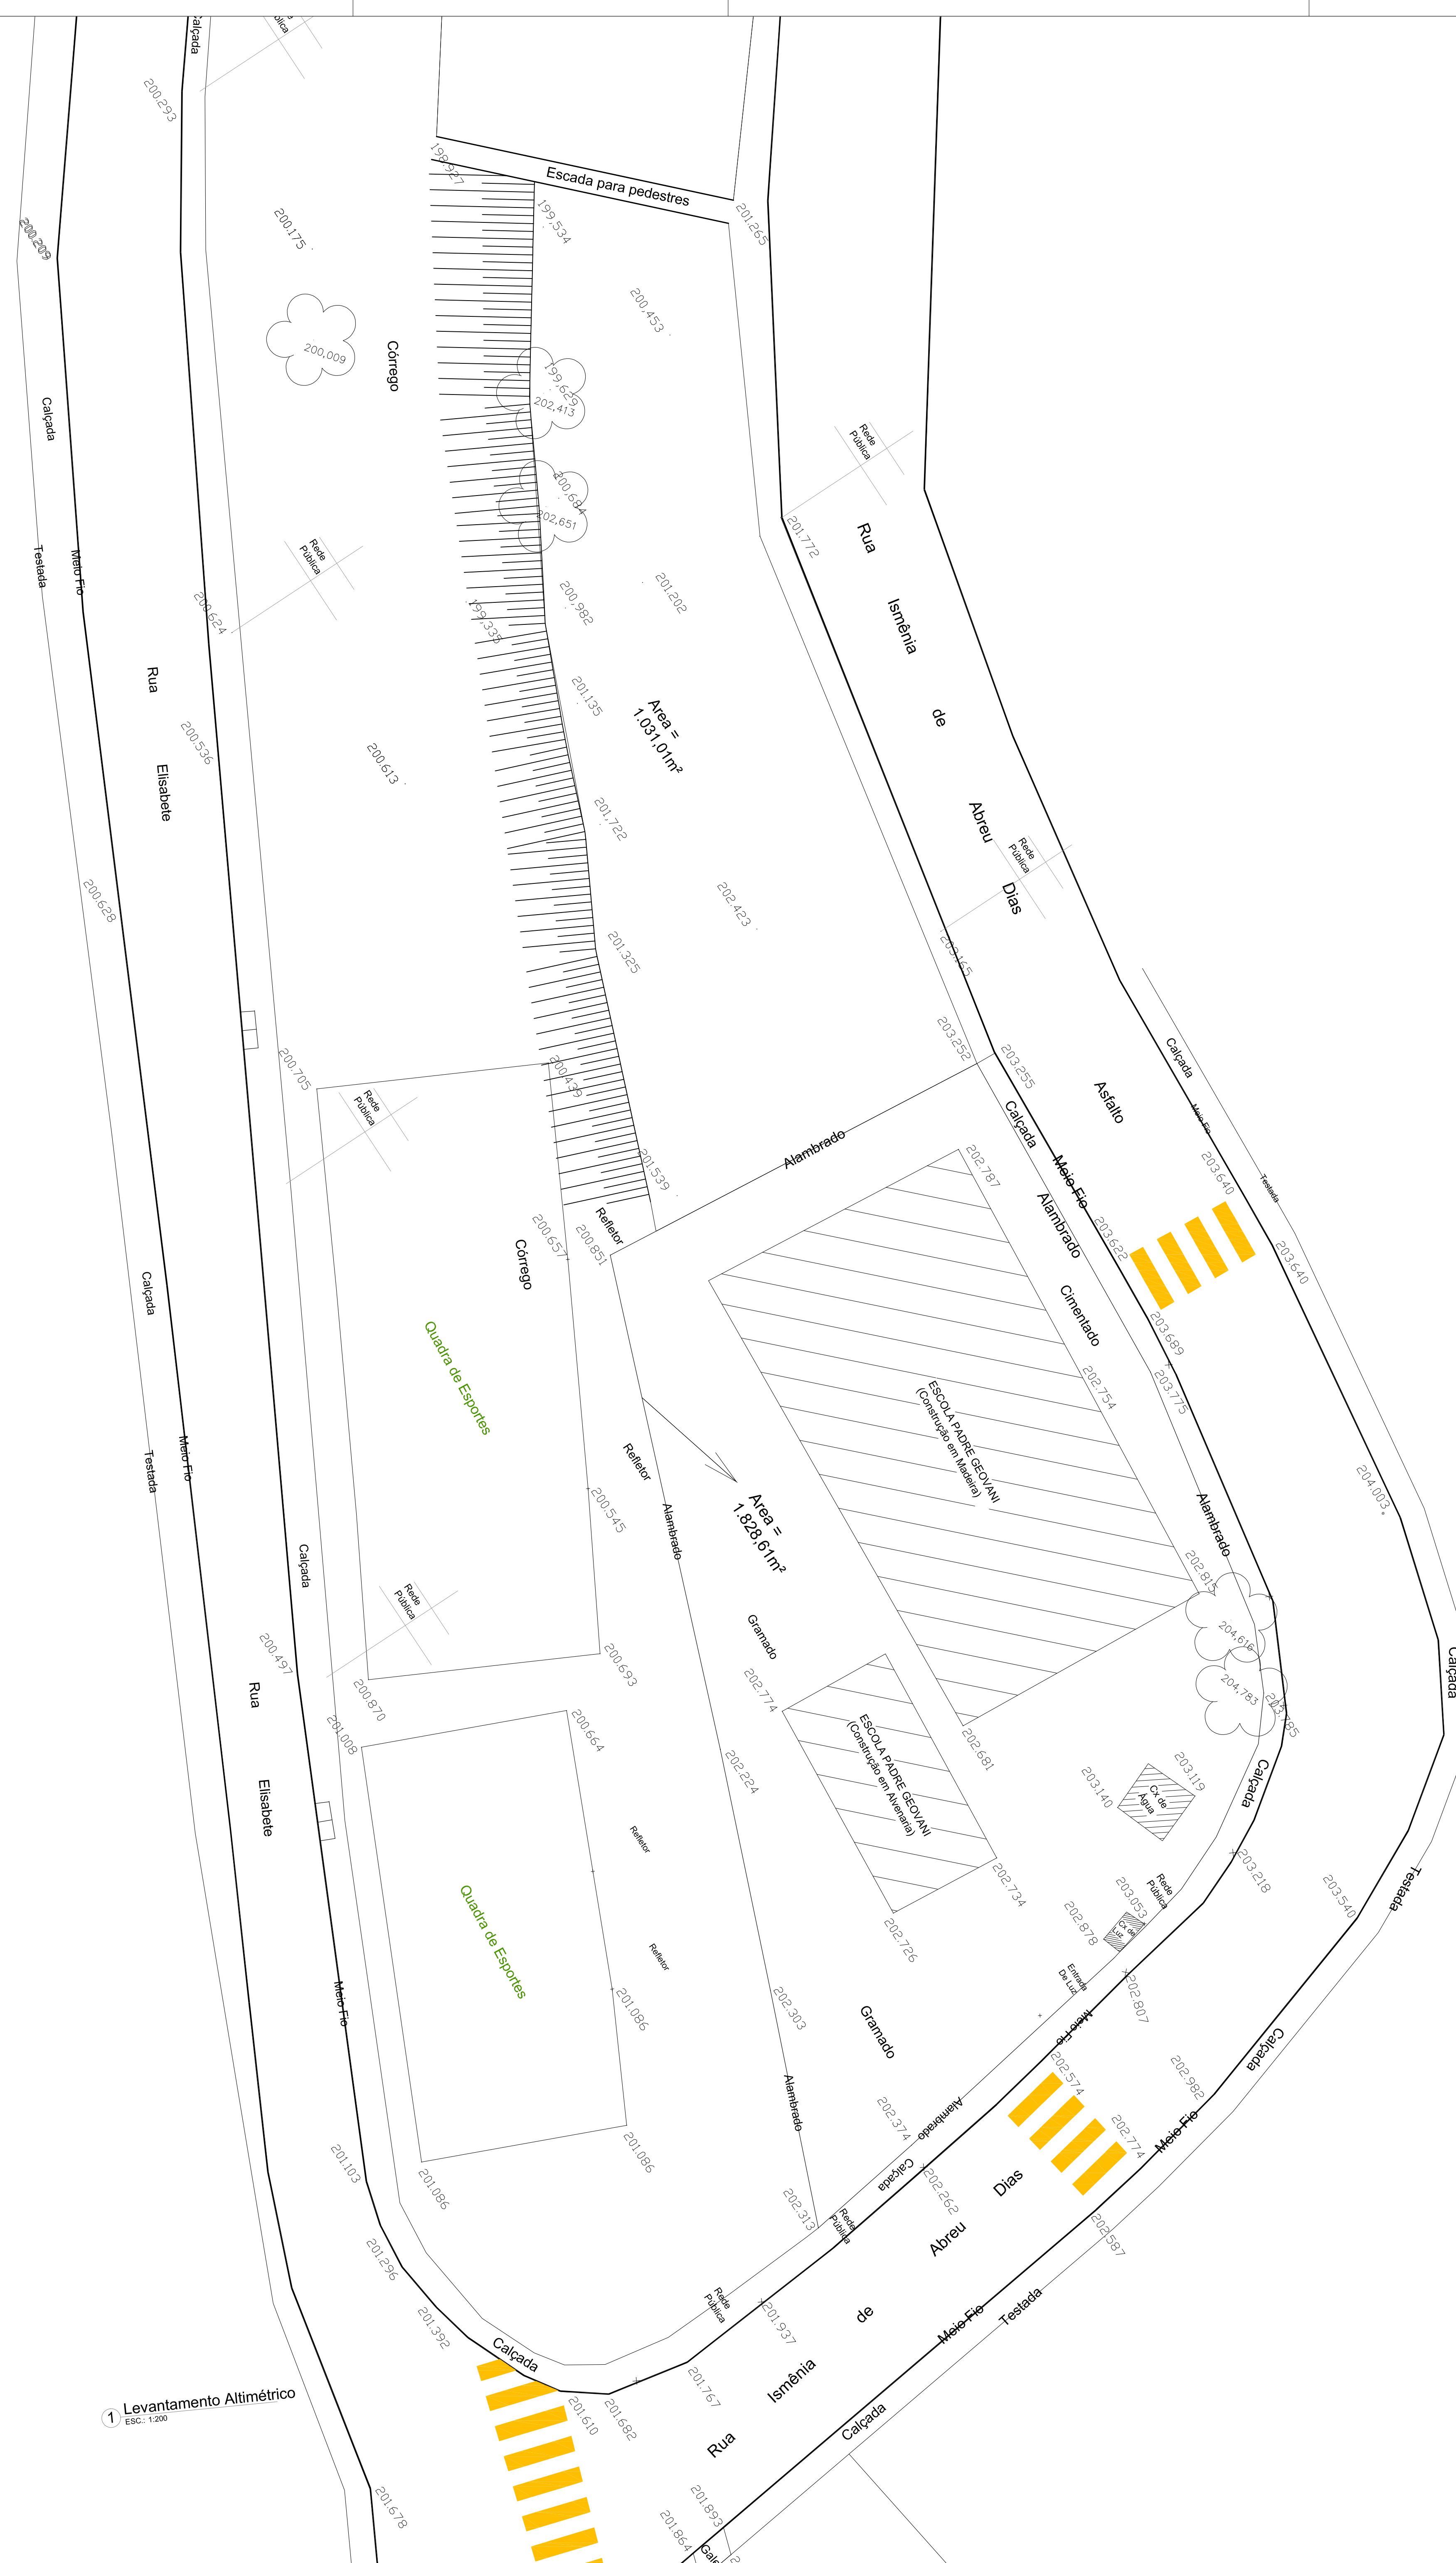 Calçada
200.293
198.927
Escada para pedestres
199,534
201.265
200.175
200.209
200,453
200,009
Córrego
199,629
202,413
Calçada
Rede
Pública
200,684
202,651
201.772
Rua
Ismênia
de
Abreu
Dias
Testada
Meio Fio
Rede
Pública
200.624
199,335
200,982
201.202
Rua
Elisabete
200.536
200.613
201.135
Area =
1.031,01m²
201,722
Rede
Pública
200.628
202.423
201.325
203.165
203.252
203.255
Calçada
Asfalto
Calçada
Meio Fio
Testada
200.705
Rede
Pública
200.439
201.539
Alambrado
202.787
Meio Fio
Alambrado
Cimentado
203.640
203.622
203.640
203.689
203.775
Refletor
200.657
200.851
Córrego
Quadra de Esportes
Calçada
Meio Fio
Testada
Refletor
Alambrado
200.545
Area =
1.828,61m²
ESCOLA PADRE GEOVANI
(Construção em Madeira)
202.754
204.003
Alambrado
202.815
204,616
204,783
203.785
Calçada
Calçada
Rede
Pública
Gramado
200.497
200.870
200.693
201.008
200.664
202.774
202.224
ESCOLA PADRE GEOVANI
(Construção em Alvenaria)
202.681
203.140
203.119
Cx de
Água
Calçada
Rua
Elisabete
Refletor
Refletor
Quadra de Esportes
202.734
202.726
202.878
203.053
Cx de
Luz
Rede
Pública
203.218
203.540
Testada
Entrada
De Luz
202.807
Meio Fio
201.086
202.303
Gramado
Meio Fio
202.574
202.982
Calçada
202.774
Meio Fio
Alambrado
202.374
Alambrado
Calçada
202.262
201.103
201.086
201.086
202.313
Rede
Pública
Dias
Abreu
de
Ismênia
Rua
202.587
201.296
201.392
Rede
Pública
201.937
Meio Fio
Testada
Calçada
201.610
201.682
201.767
Calçada
1
Levantamento Altimétrico
ESC.: 1:200
201.678
201.893
201.864